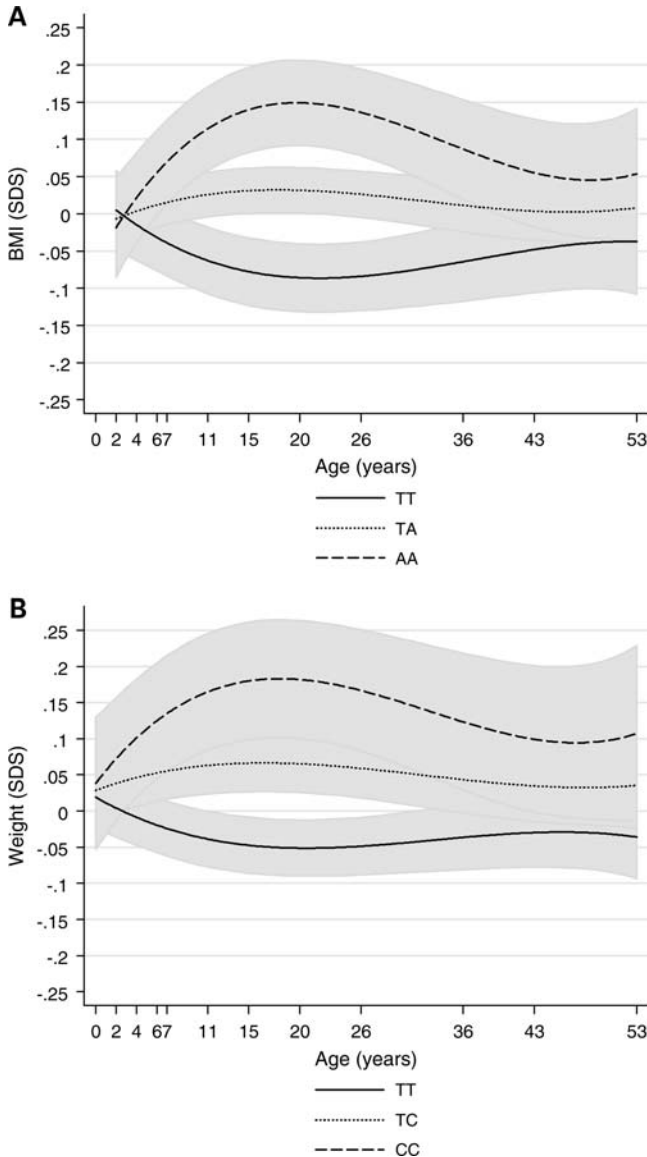 A
.25
.2
.15
.1
.05
0
-.05
-.1
-.15
-.2
-.25
BMI (SDS)
0 2 4 67 11 15 20 26 36 43 53
Age (years)
TT
TA
AA
B
.25
.2
.15
.1
.05
0
-.05
-.1
-.15
-.2
-.25
Weight (SDS)
0 2 4 67 11 15 20 26 36 43 53
Age (years)
TT
TC
CC